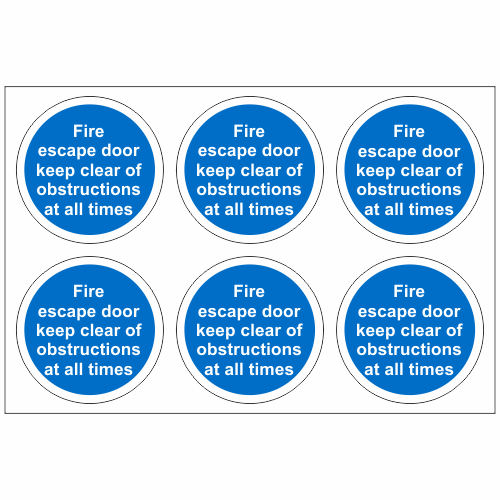 Fire
escape door
keep clear of
obstructions
at all times
Fire
escape door
keep clear of
obstructions
at all times
Fire
escape door
keep clear of
obstructions
at all times
Fire
escape door
keep clear of
obstructions
at all times
Fire
escape door
keep clear of
obstructions
at all times
Fire
escape door
keep clear of
obstructions
at all times